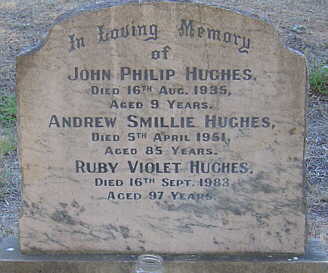 In Loving Memory
of
JOHN PHILIP HUGHES,
DIED 16TH AUG. 1935,
AGED 9 YEARS.
ANDREW SMILLIE HUGHES,
DIED 5TH APRIL 1951,
AGED 85 YEARS.
RUBY VIOLET HUGHES.
DIED 16TH SEPT. 1983
AGED 97 YEARS.